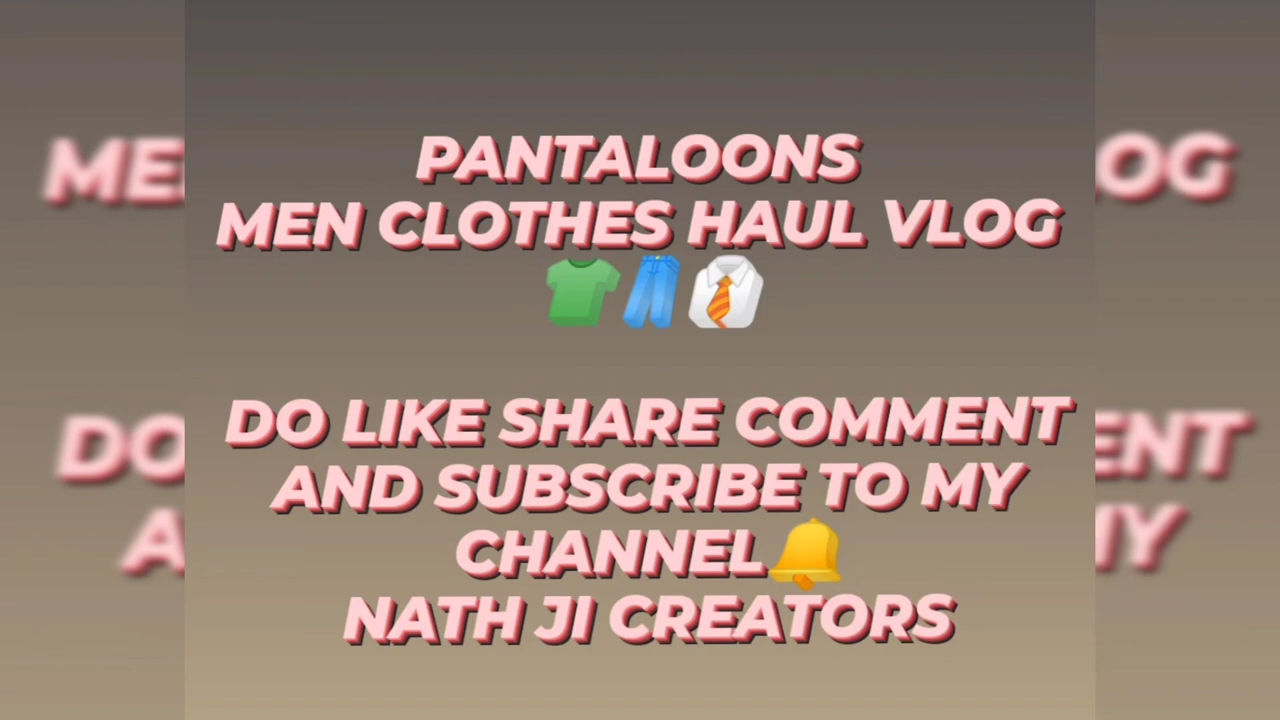 PANTALOONS
MEN CLOTHES HAUL VLOG
👕👖👔
DO LIKE SHARE COMMENT
AND SUBSCRIBE TO MY
CHANNEL🔔
NATH JI CREATORS